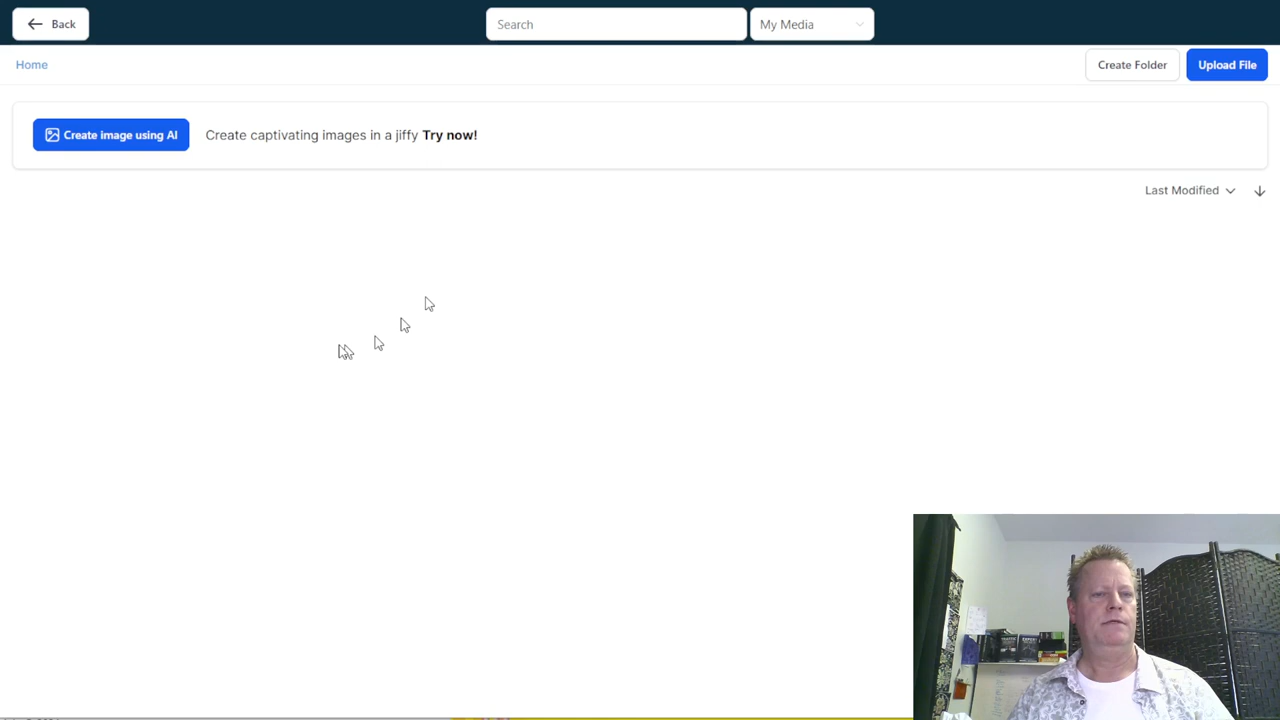 Back
Search
My Media
Home
Create Folder
Upload File
Create image using AI
Create captivating images in a jiffy Try now!
Last Modified